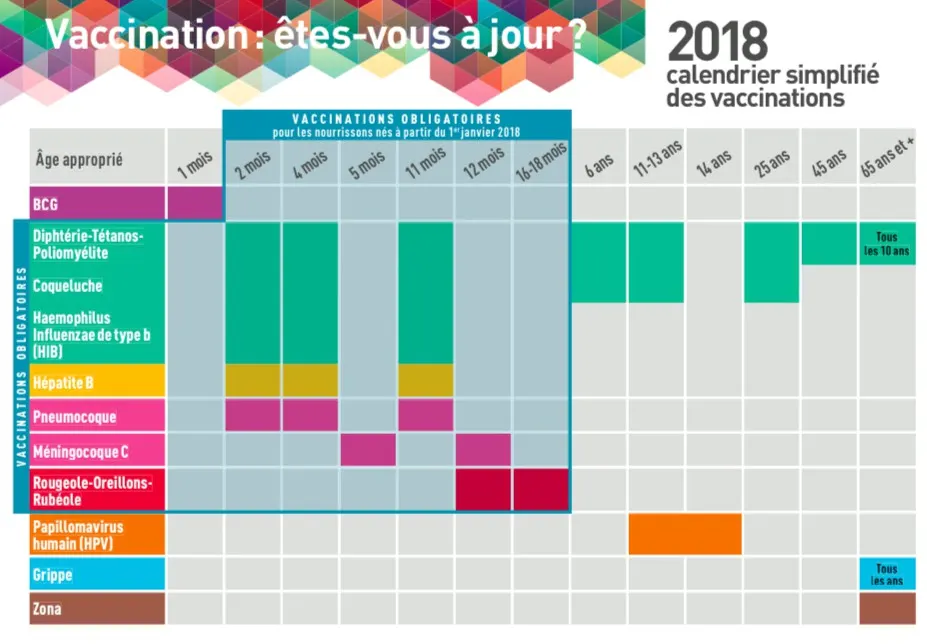 Vaccination : êtes-vous à jour ?
2018
calendrier simplifié
des vaccinations
VACCINATIONS OBLIGATOIRES
pour les nourrissons nés à partir du 1er janvier 2018
Âge approprié
1 mois
2 mois
4 mois
5 mois
11 mois
12 mois
16-18 mois
6 ans
11-13 ans
14 ans
25 ans
45 ans
65 ans et +
BCG
VACCINATIONS OBLIGATOIRES
Diphtérie-Tétanos-
Poliomyélite
Tous
les 10 ans
Coqueluche
Haemophilus
Influenzae de type b
(HIB)
Hépatite B
Pneumocoque
Méningocoque C
Rougeole-Oreillons-
Rubéole
Papillomavirus
humain (HPV)
Grippe
Tous
les ans
Zona